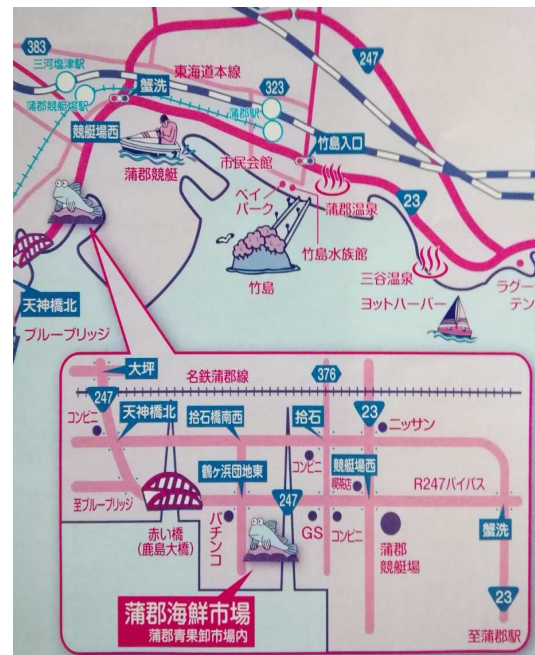 383
三河塩津駅
蒲郡競艇場駅
東海道本線
蟹洗
323
蒲郡駅
247
競艇場西
蒲郡競艇
市民会館
竹島入口
ベイ
パーク
蒲郡温泉
23
竹島水族館
竹島
三谷温泉
ヨットハーバー
ラグー
テン
天神橋北
ブルーブリッジ
大坪
名鉄蒲郡線
376
247
コンビニ
天神橋北
拾石橋南西
拾石
23
ニッサン
コンビニ
鶴ヶ浜団地東
競艇場西
喫茶店
R247バイパス
至ブルーブリッジ
247
赤い橋
(鹿島大橋)
パチンコ
GS
コンビニ
蒲郡
競艇場
蟹洗
蒲郡海鮮市場
蒲郡青果卸市場内
23
至蒲郡駅